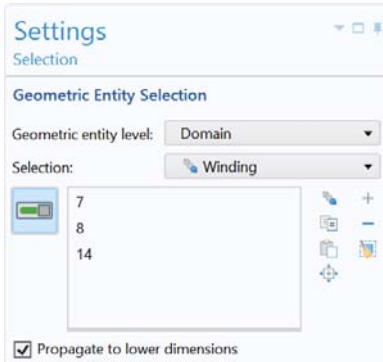 Settings
Selection
Geometric Entity Selection
Geometric entity level: Domain
Selection: Winding
7
8
14
Propagate to lower dimensions